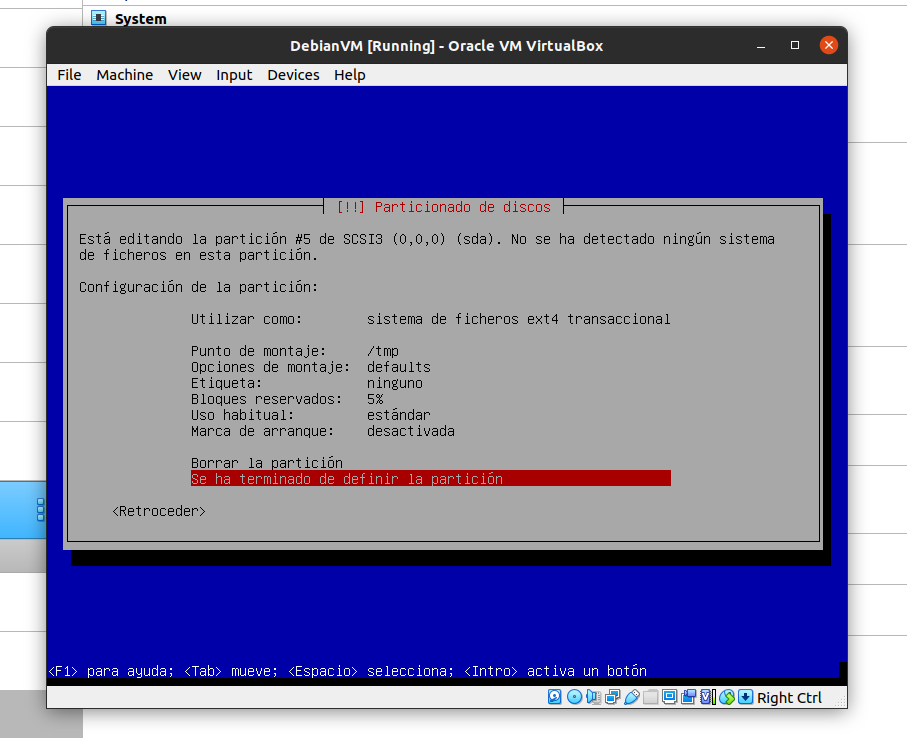 System
DebianVM [Running] - Oracle VM VirtualBox
File Machine View Input Devices Help
[!!] Particionado de discos
Está editando la partición #5 de SCSI3 (0,0,0) (sda). No se ha detectado ningún sistema
de ficheros en esta partición.
Configuración de la partición:
Utilizar como: sistema de ficheros ext4 transaccional
Punto de montaje: /tmp
Opciones de montaje: defaults
Etiqueta: ninguno
Bloques reservados: 5%
Uso habitual: estándar
Marca de arranque: desactivada
Borrar la partición
Se ha terminado de definir la partición
<Retroceder>
<F1> para ayuda; <Tab> mueve; <Espacio> selecciona; <Intro> activa un botón
Right Ctrl